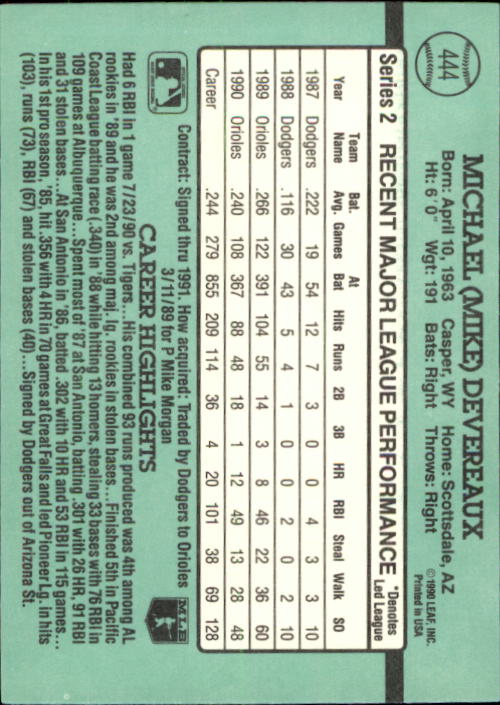 444
MICHAEL (MIKE) DEVEREAUX
Born: April 10, 1963 Casper, WY Home: Scottsdale, AZ
Ht: 6' 0" Wgt: 191 Bats: Right Throws: Right
© 1990 LEAF, INC.
Printed in USA
Series 2 RECENT MAJOR LEAGUE PERFORMANCE *Denotes Led League
Year Team Name Bat. Avg. Games At Bat Hits Runs 2B 3B HR RBI Steal Walk SO
1987 Dodgers .222 19 54 12 7 3 0 0 4 3 3 10
1988 Dodgers .116 30 43 5 4 1 0 0 2 0 2 10
1989 Orioles .266 122 391 104 55 14 3 8 46 22 36 60
1990 Orioles .240 108 367 88 48 18 1 12 49 13 28 48
Career .244 279 855 209 114 36 4 20 101 38 69 128
Contract: Signed thru 1991. How acquired: Traded by Dodgers to Orioles
3/11/89 for P Mike Morgan
MLB
CAREER HIGHLIGHTS
Had 6 RBI in 1 game 7/23/90 vs. Tigers... His combined 93 runs produced was 4th among AL
rookies in '89 and he was 2nd among maj. lg. rookies in stolen bases... Finished 5th in Pacific
Coast League batting race (.340) in '88 while hitting 13 homers, stealing 33 bases with 76 RBI in
109 games at Albuquerque... Spent most of '87 at San Antonio, batting .301 with 26 HR, 91 RBI
and 31 stolen bases... At San Antonio in '86, batted .302 with 10 HR and 53 RBI in 115 games...
In his 1st pro season, '85, hit .356 with 4 HR in 70 games at Great Falls and led Pioneer Lg. in hits
(103), runs (73), RBI (67) and stolen bases (40)... Signed by Dodgers out of Arizona St.